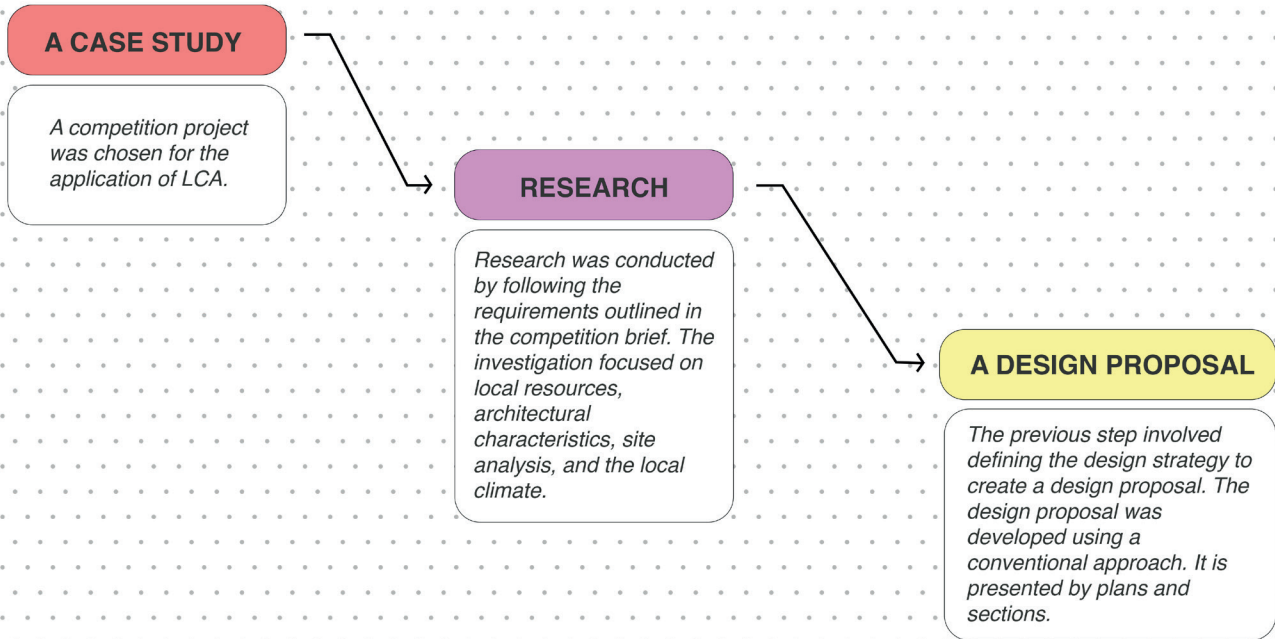 A CASE STUDY
A competition project
was chosen for the
application of LCA.
RESEARCH
Research was conducted
by following the
requirements outlined in
the competition brief. The
investigation focused on
local resources,
architectural
characteristics, site
analysis, and the local
climate.
A DESIGN PROPOSAL
The previous step involved
defining the design strategy to
create a design proposal. The
design proposal was
developed using a
conventional approach. It is
presented by plans and
sections.